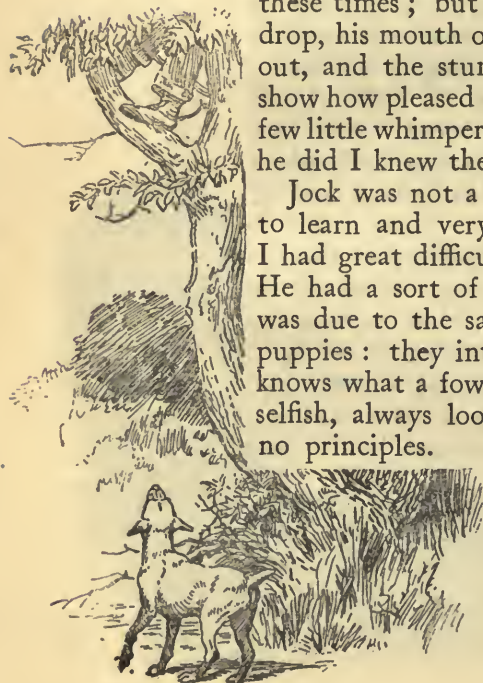 these times ; but
drop, his mouth o
out, and the stur
show how pleased
few little whimper
he did I knew the
Jock was not a
to learn and very
I had great difficu
He had a sort of
was due to the sa
puppies : they int
knows what a fow
selfish, always loo
no principles.